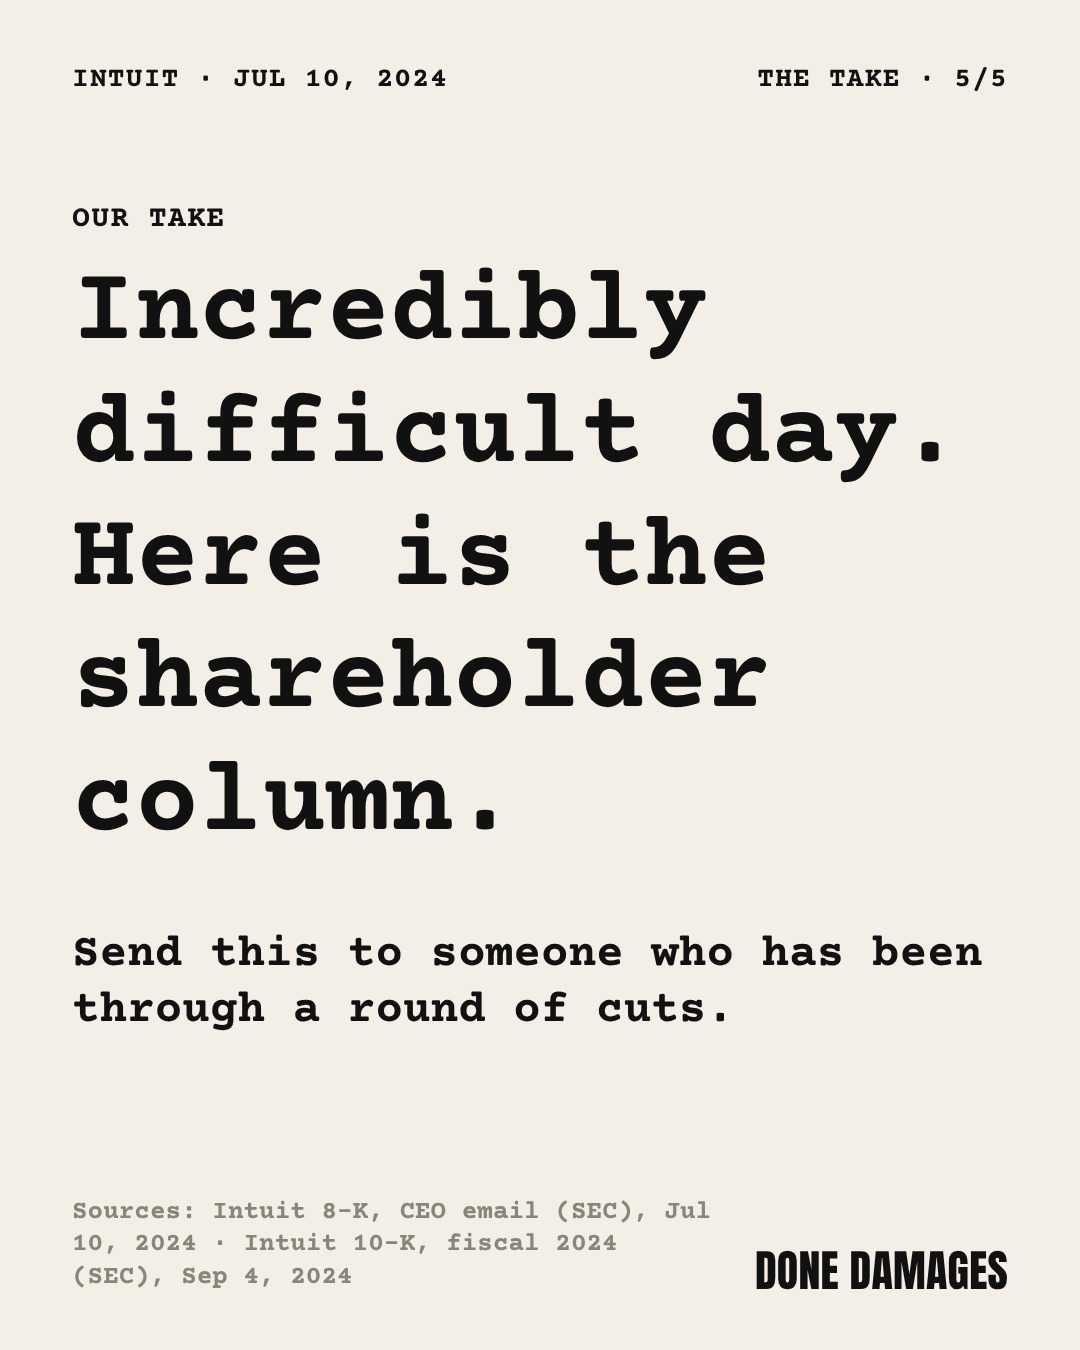 INTUIT · JUL 10, 2024
THE TAKE · 5/5
OUR TAKE
Incredibly
difficult day.
Here is the
shareholder
column.
Send this to someone who has been
through a round of cuts.
Sources: Intuit 8-K, CEO email (SEC), Jul
10, 2024 · Intuit 10-K, fiscal 2024
(SEC), Sep 4, 2024
DONE DAMAGES